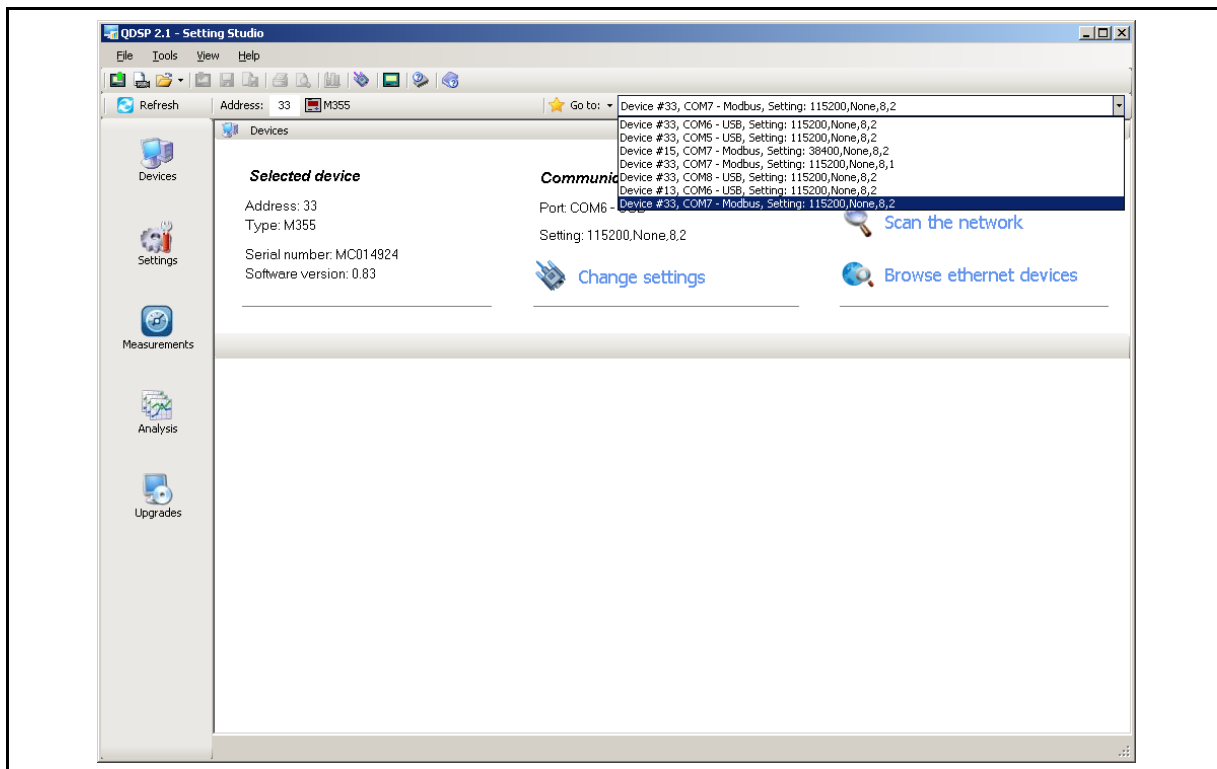 QDSP 2.1 - Setting Studio
File Tools View Help
Refresh Address: 33 M355 Go to: Device #33, COM7 - Modbus, Setting: 115200,None,8,2
Device #33, COM6 - USB, Setting: 115200,None,8,2
Device #33, COM5 - USB, Setting: 115200,None,8,2
Device #15, COM7 - Modbus, Setting: 38400,None,8,2
Device #33, COM7 - Modbus, Setting: 115200,None,8,1
Device #33, COM8 - USB, Setting: 115200,None,8,2
Device #13, COM6 - USB, Setting: 115200,None,8,2
Device #33, COM7 - Modbus, Setting: 115200,None,8,2
Devices
Settings
Measurements
Analysis
Upgrades
Devices
Selected device
Address: 33
Type: M355
Serial number: MC014924
Software version: 0.83
Communic
Port: COM6 - USB
Setting: 115200,None,8,2
Change settings
Scan the network
Browse ethernet devices